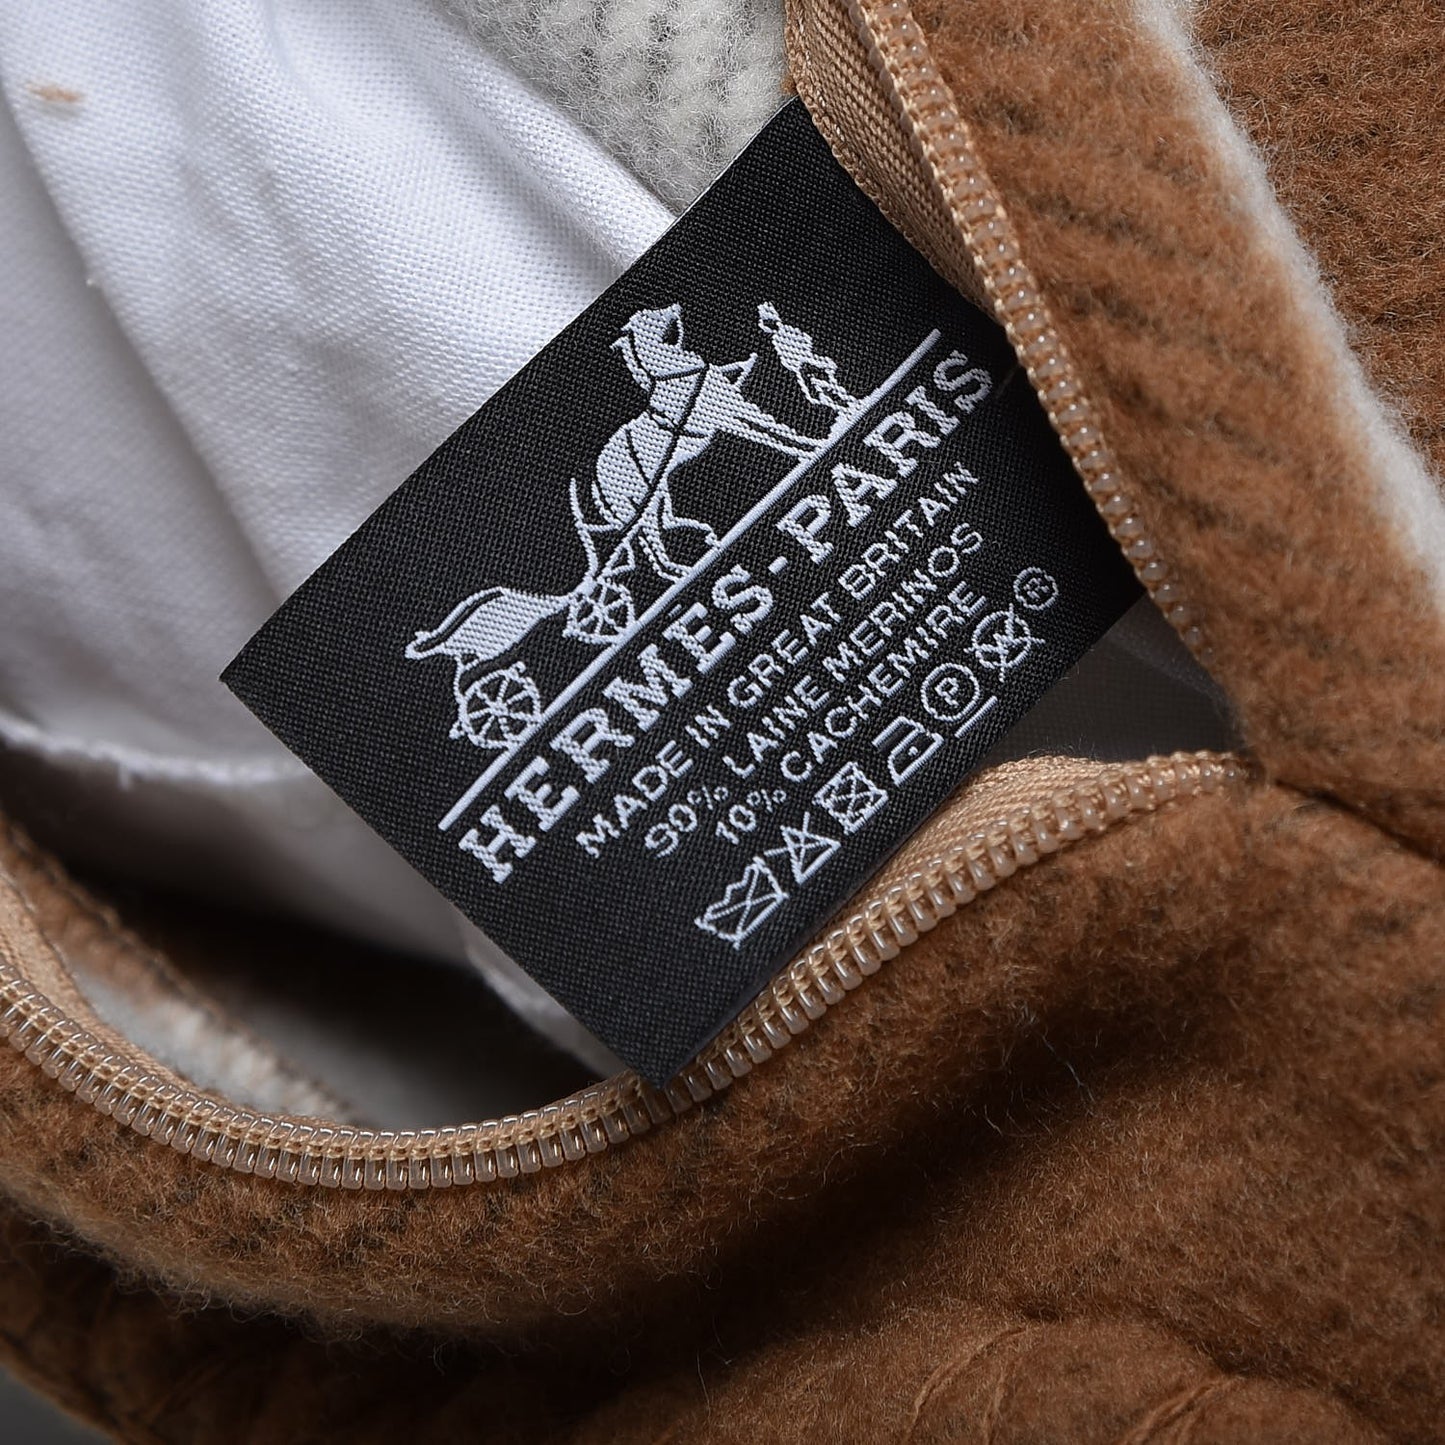 HERMES-PARIS
MADE IN GREAT BRITAIN
90% LAINE MERINOS
10% CACHEMIRE
P ®